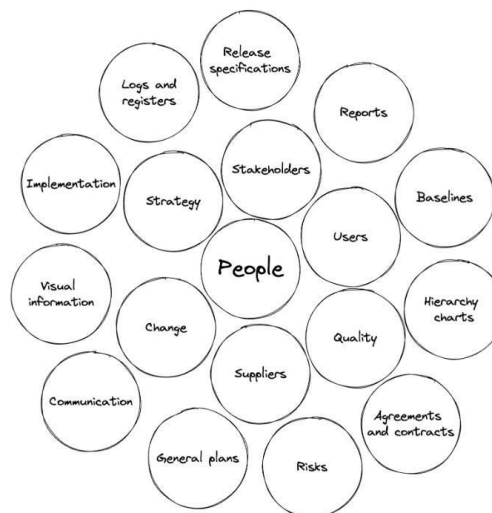 Release
specifications
Logs and
registers
Reports
Stakeholders
Implementation
Strategy
Baselines
Users
People
Visual
information
Hierarchy
charts
Change
Quality
Suppliers
Communication
Agreements
and contracts
General plans
Risks